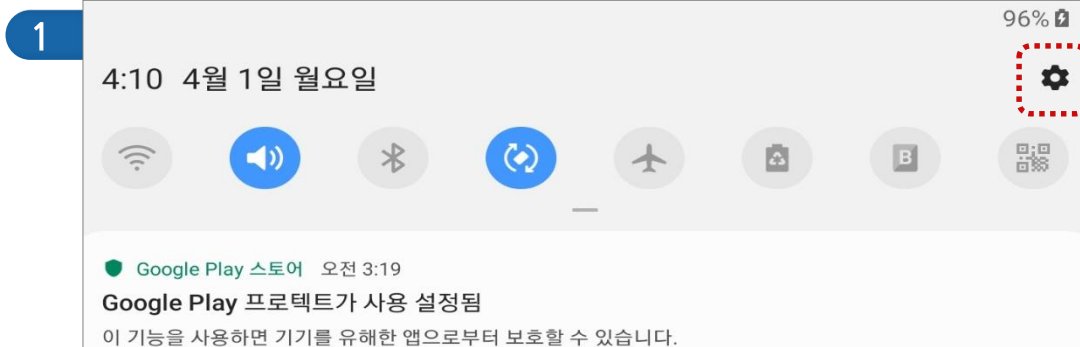 1
96%
4:10 4월 1일 월요일
B
Google Play 스토어 오전 3:19
Google Play 프로텍트가 사용 설정됨
이 기능을 사용하면 기기를 유해한 앱으로부터 보호할 수 있습니다.